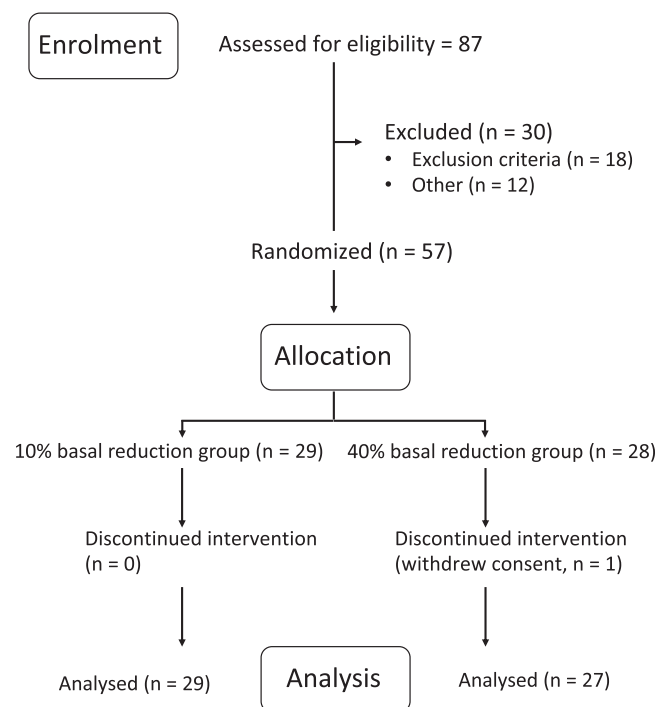 Enrolment
Assessed for eligibility = 87
Excluded (n = 30)
• Exclusion criteria (n = 18)
• Other (n = 12)
Randomized (n = 57)
Allocation
10% basal reduction group (n = 29)
40% basal reduction group (n = 28)
Discontinued intervention
(n = 0)
Discontinued intervention
(withdrew consent, n = 1)
Analysed (n = 29)
Analysis
Analysed (n = 27)